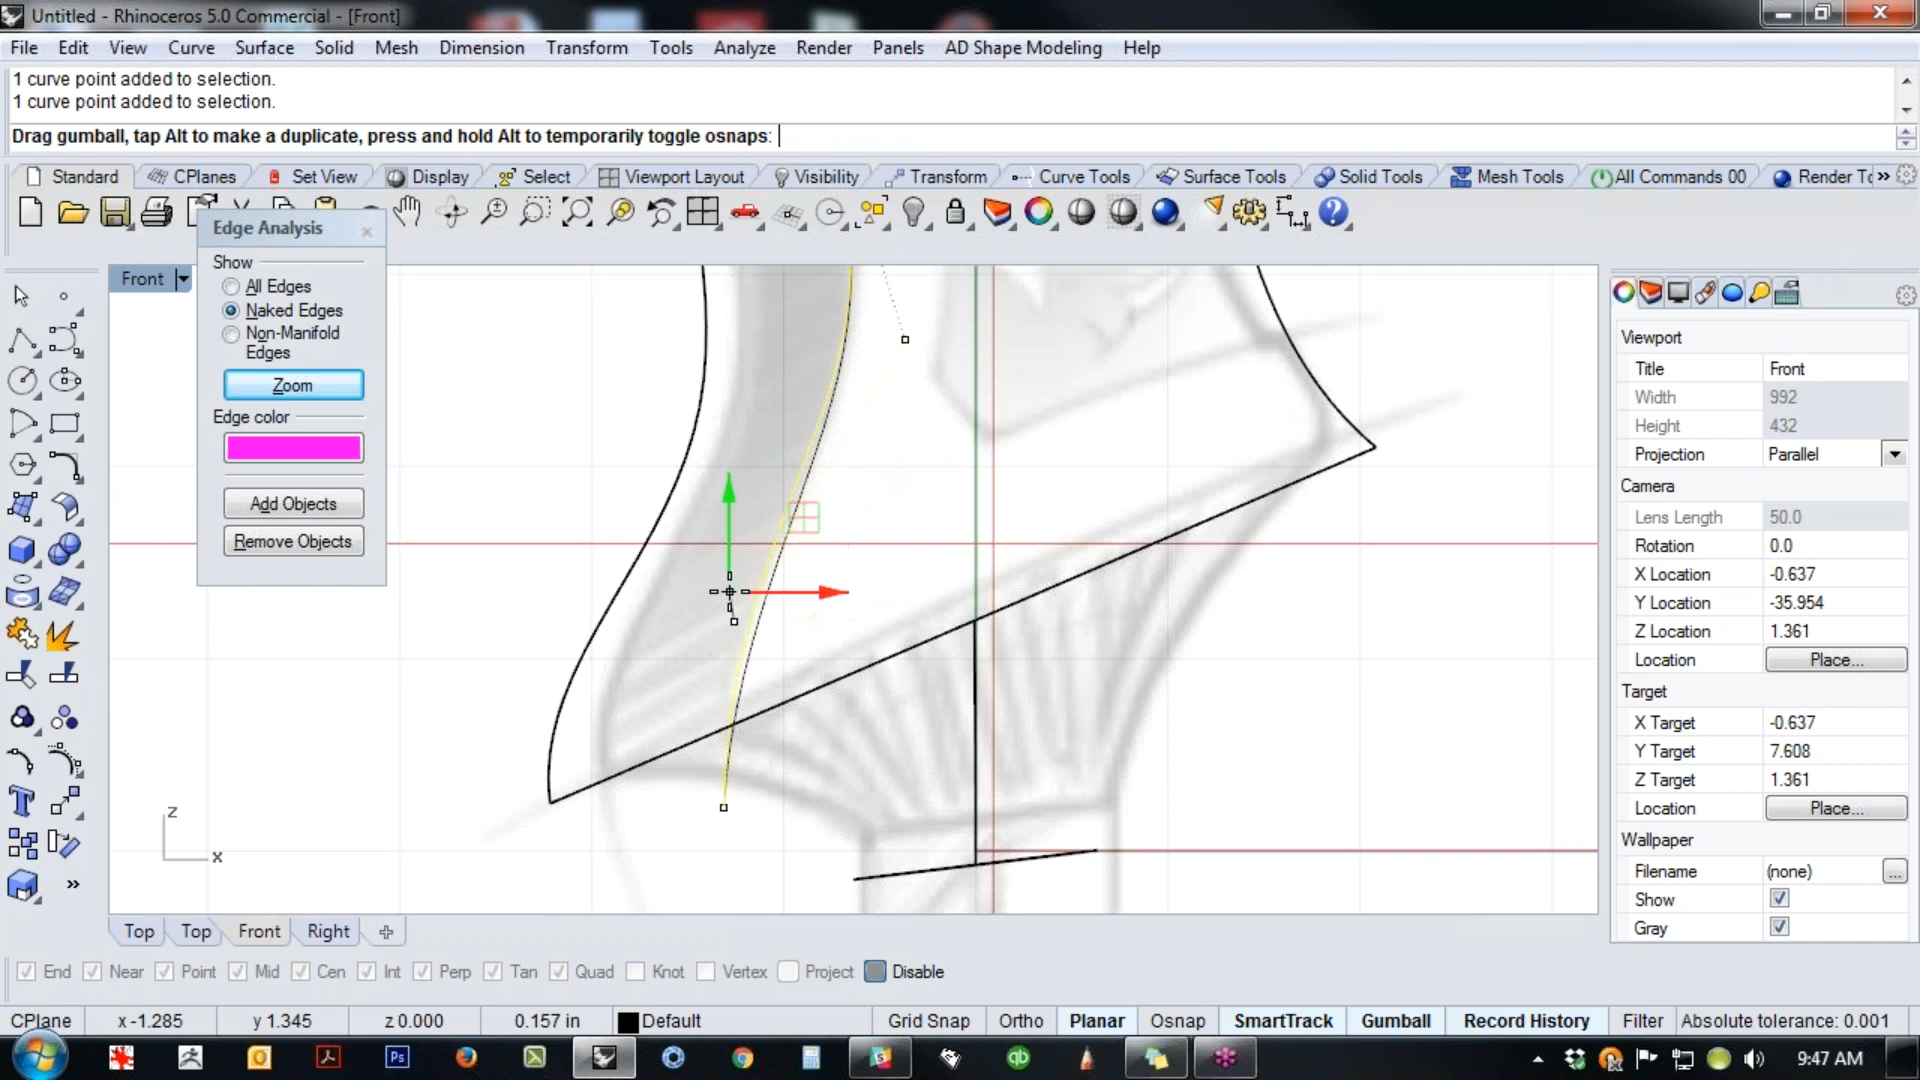 Untitled - Rhinoceros 5.0 Commercial - [Front]
File Edit View Curve Surface Solid Mesh Dimension Transform Tools Analyze Render Panels AD Shape Modeling Help
1 curve point added to selection.
1 curve point added to selection.
Drag gumball, tap Alt to make a duplicate, press and hold Alt to temporarily toggle osnaps:
Standard CPlanes Set View Display Select Viewport Layout Visibility Transform Curve Tools Surface Tools Solid Tools Mesh Tools All Commands 00 Render To »
Edge Analysis
Show
All Edges
Naked Edges
Non-Manifold
Edges
Zoom
Edge color
Add Objects
Remove Objects
Front
z
x
Viewport
Title Front
Width 992
Height 432
Projection Parallel
Camera
Lens Length 50.0
Rotation 0.0
X Location -0.637
Y Location -35.954
Z Location 1.361
Location Place...
Target
X Target -0.637
Y Target 7.608
Z Target 1.361
Location Place...
Wallpaper
Filename (none) ...
Show
Gray
Top Top Front Right
End Near Point Mid Cen Int Perp Tan Quad Knot Vertex Project Disable
CPlane x -1.285 y 1.345 z 0.000 0.157 in Default Grid Snap Ortho Planar Osnap SmartTrack Gumball Record History Filter Absolute tolerance: 0.001
Ps qb 9:47 AM